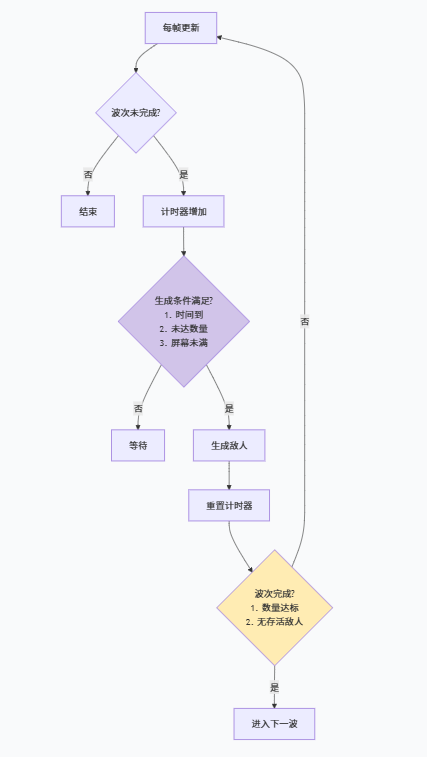 每帧更新
波次未完成?
否
是
结束
计时器增加
生成条件满足?
1. 时间到
2. 未达数量
3. 屏幕未满
否
否
是
等待
生成敌人
重置计时器
波次完成?
1. 数量达标
2. 无存活敌人
是
进入下一波